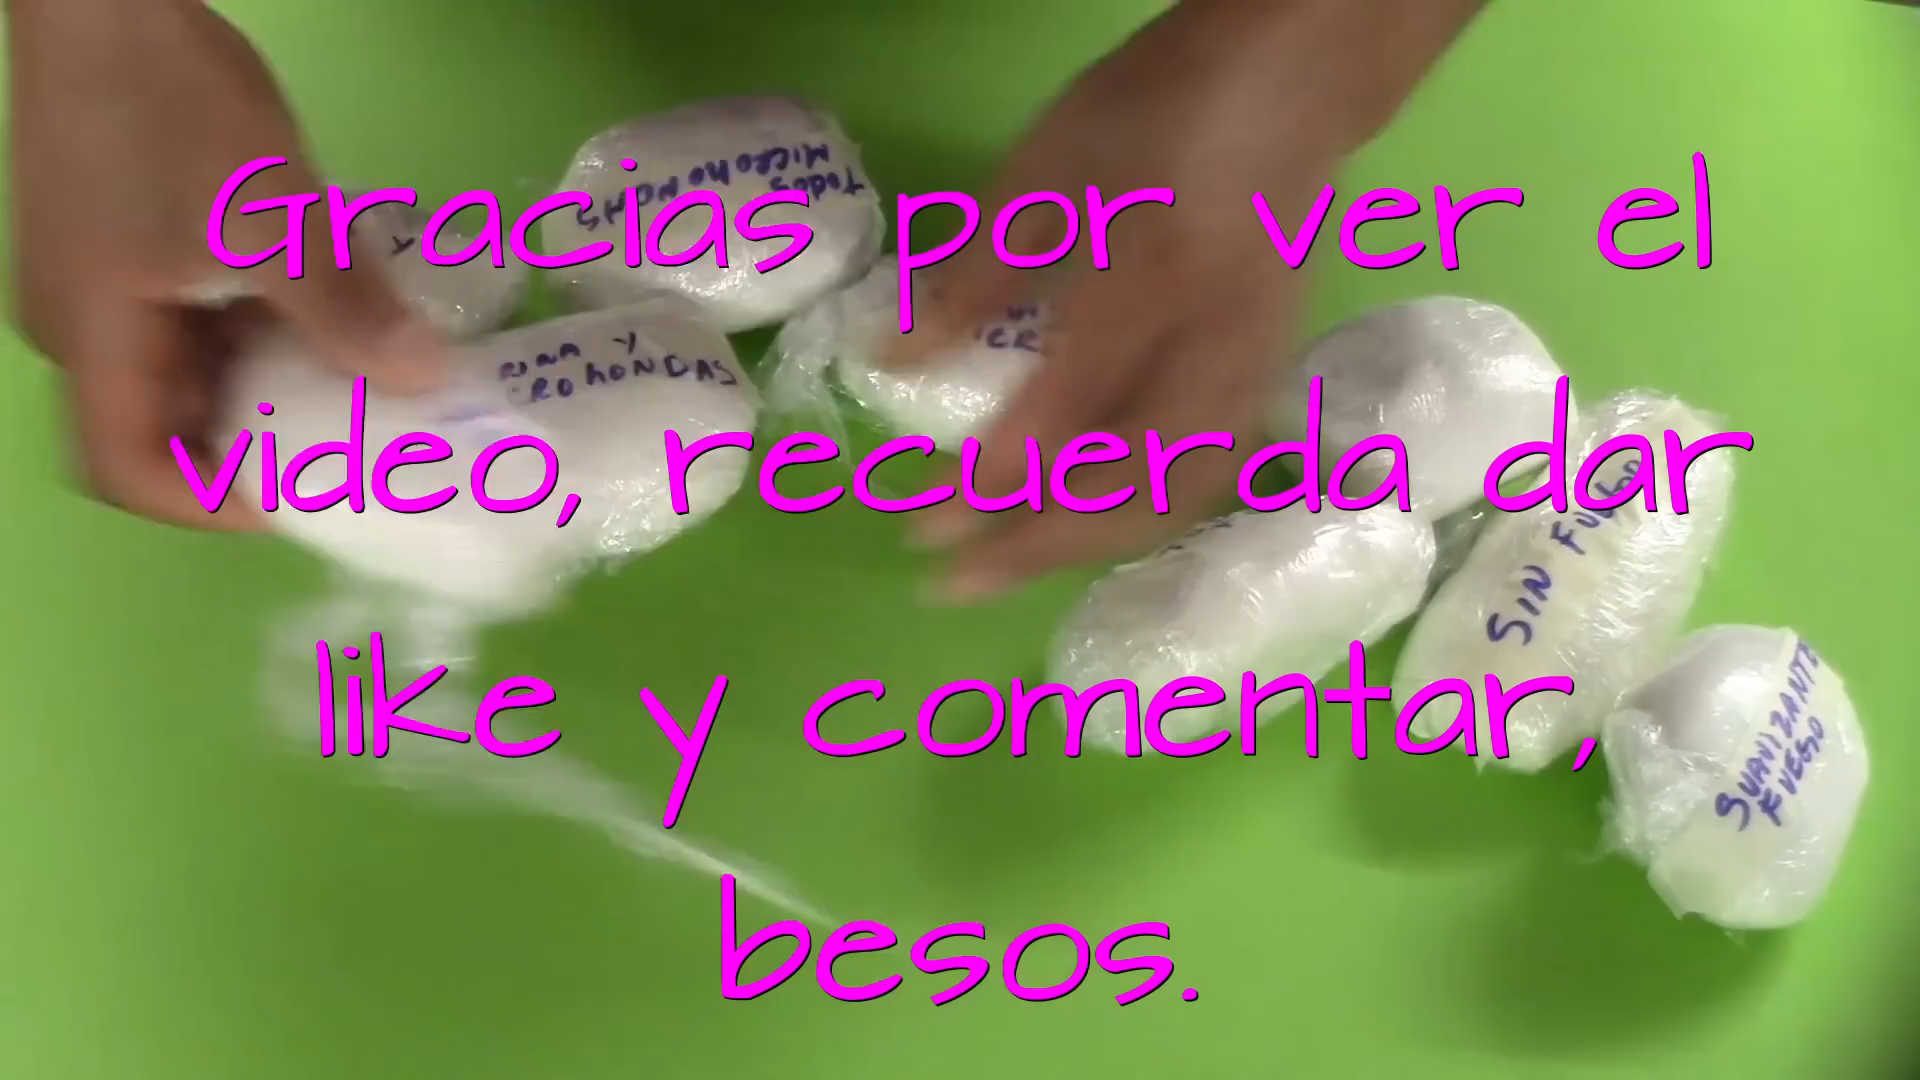 Gracias por ver el
video, recuerda dar
like y comentar,
besos.
TODOS
MICROHONDAS
SIN FUEGO
SUAVIZANTE
FUEGO